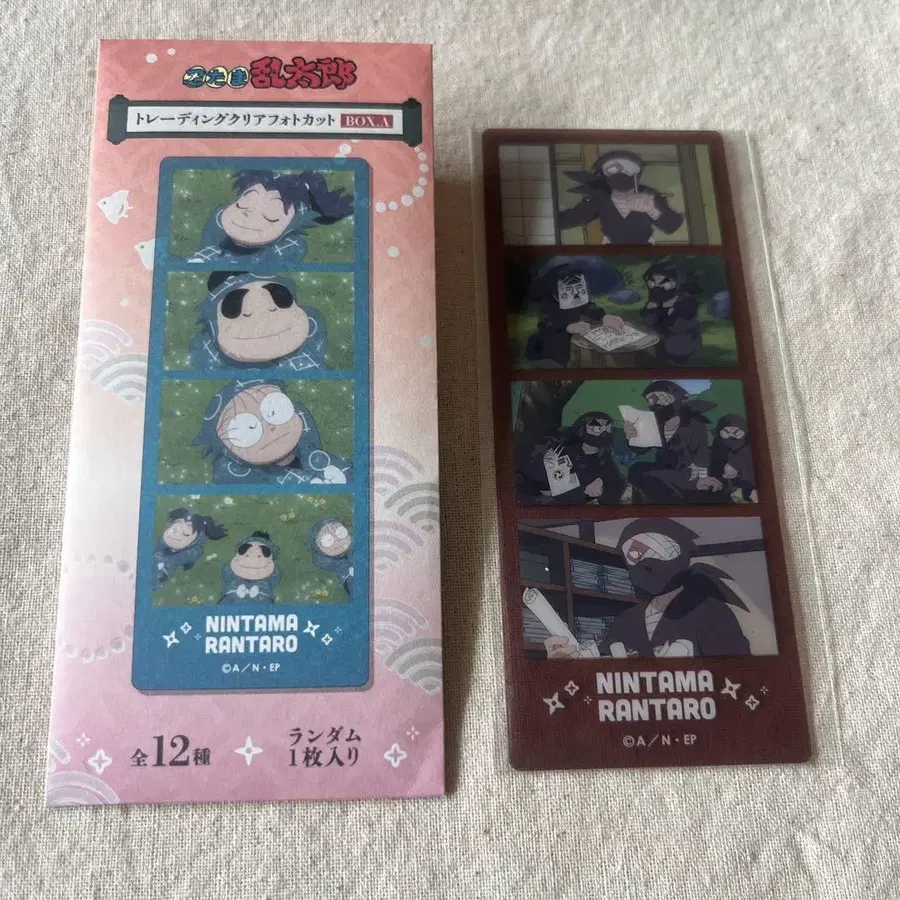 忍たま乱太郎
トレーディングクリアフォトカット BOX.A
NINTAMA
RANTARO
©A／N・EP
全12種
ランダム
1枚入り
NINTAMA
RANTARO
©A／N・EP